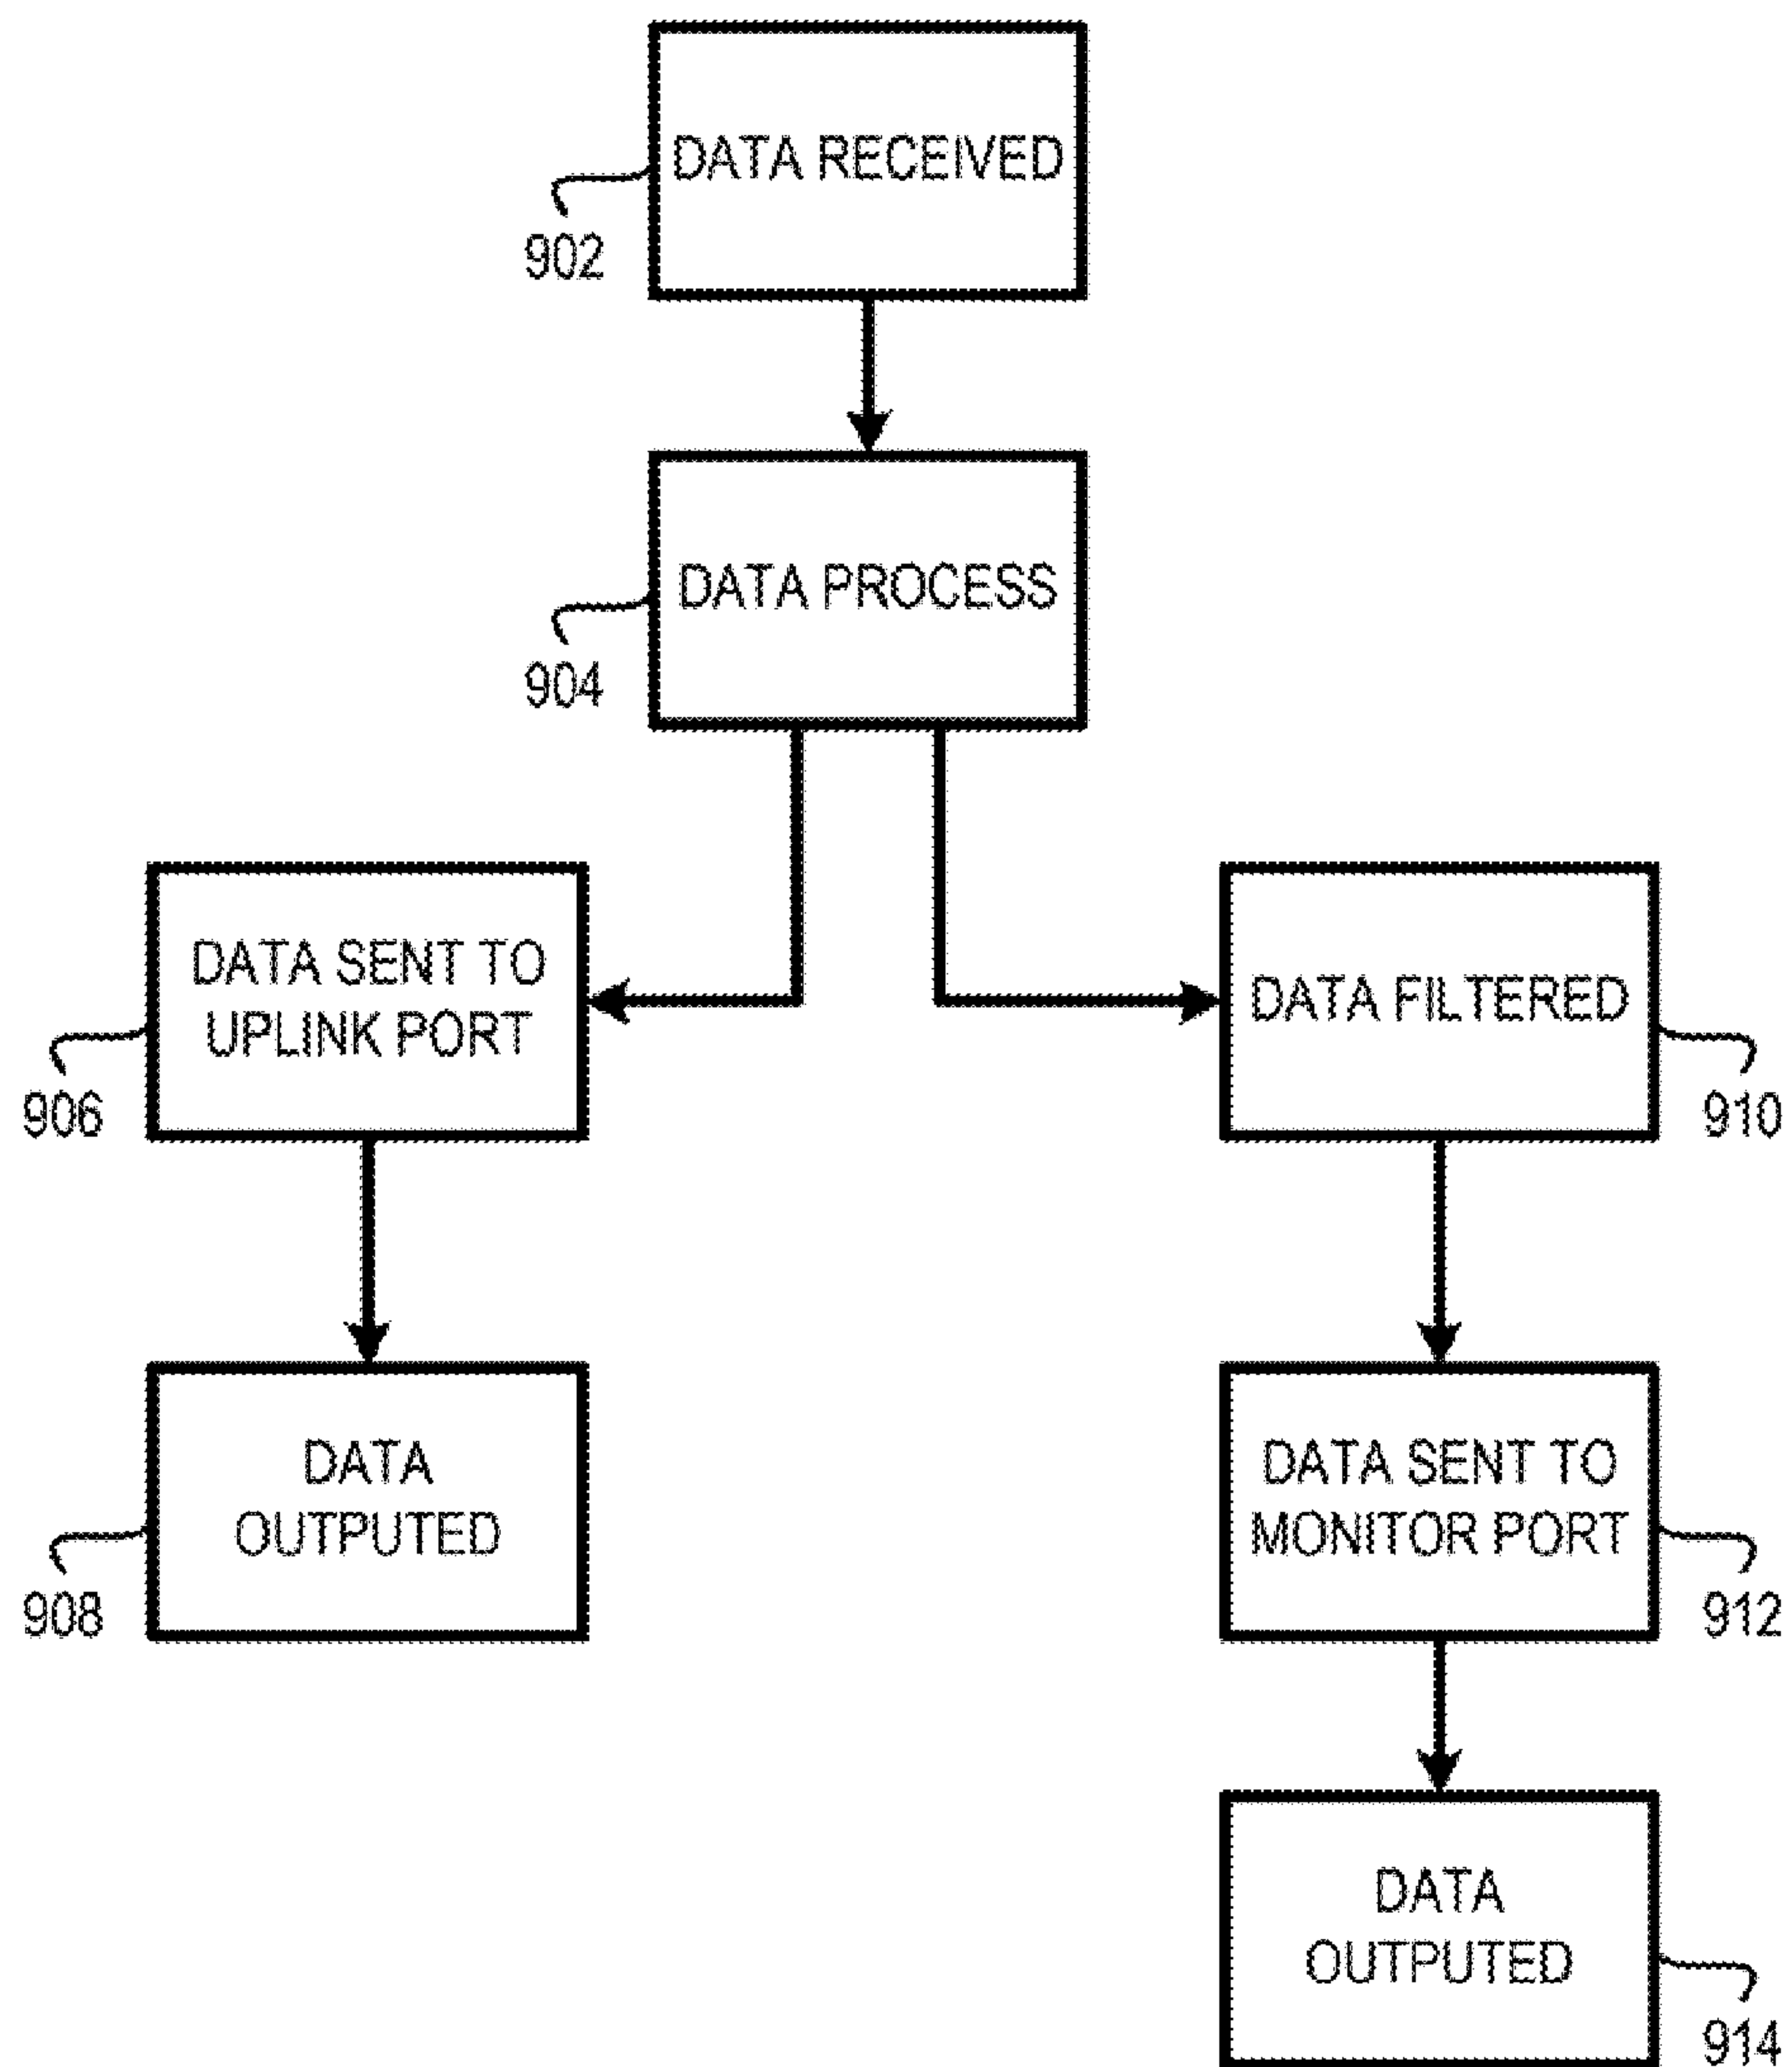 DATA RECEIVED
902
DATA PROCESS
904
DATA SENT TO
UPLINK PORT
906
DATA FILTERED
910
DATA
OUTPUTED
908
DATA SENT TO
MONITOR PORT
912
DATA
OUTPUTED
914